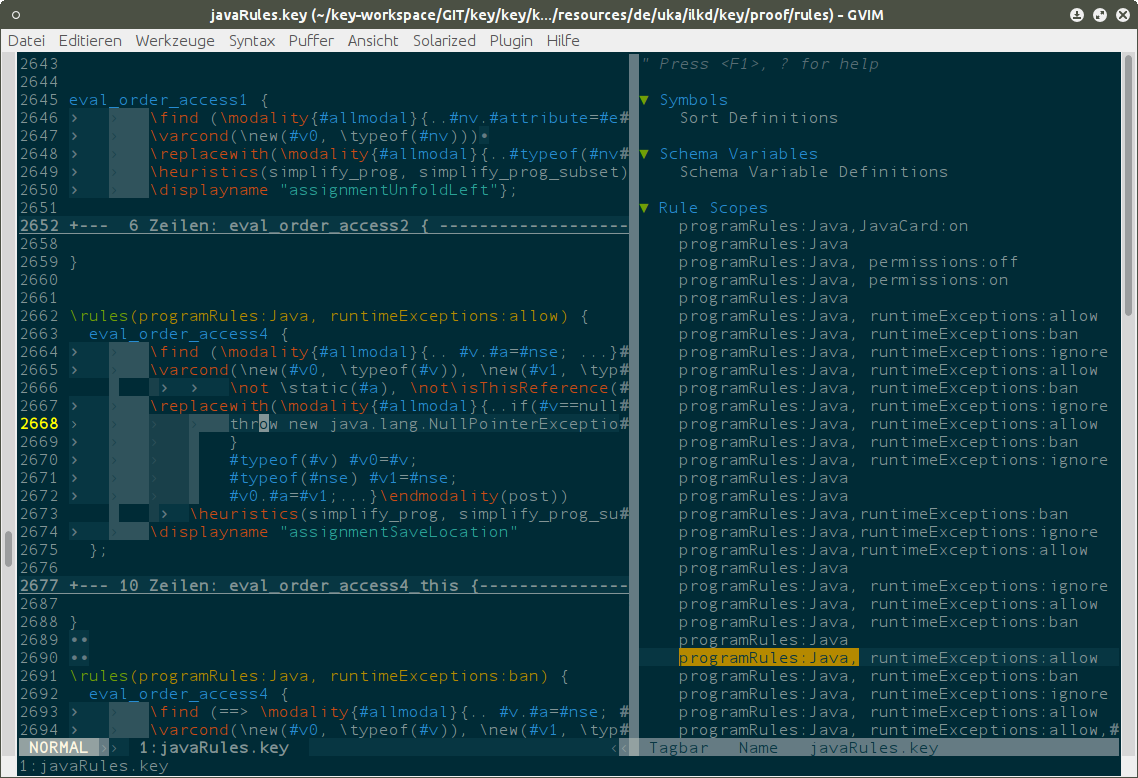 javaRules.key (~/key-workspace/GIT/key/key/k.../resources/de/uka/ilkd/key/proof/rules) - GVIM
Datei Editieren Werkzeuge Syntax Puffer Ansicht Solarized Plugin Hilfe
2643
2644
2645 eval_order_access1 {
2646 › › \find (\modality{#allmodal}{..#nv.#attribute=#e#
2647 › › \varcond(\new(#v0, \typeof(#nv)))•
2648 › › \replacewith(\modality{#allmodal}{..#typeof(#nv#
2649 › › \heuristics(simplify_prog, simplify_prog_subset)
2650 › › \displayname "assignmentUnfoldLeft"};
2651
2652 +--- 6 Zeilen: eval_order_access2 { -------------------
2658
2659 }
2660
2661
2662 \rules(programRules:Java, runtimeExceptions:allow) {
2663 eval_order_access4 {
2664 › › \find (\modality{#allmodal}{.. #v.#a=#nse; ...}#
2665 › › \varcond(\new(#v0, \typeof(#v)), \new(#v1, \typ#
2666 › › \not \static(#a), \not\isThisReference(#
2667 › › \replacewith(\modality{#allmodal}{..if(#v==null#
2668 › › › throw new java.lang.NullPointerExceptio#
2669 › › › }
2670 › › › #typeof(#v) #v0=#v;
2671 › › › #typeof(#nse) #v1=#nse;
2672 › › › #v0.#a=#v1;...}\endmodality(post))
2673 › \heuristics(simplify_prog, simplify_prog_su#
2674 › › \displayname "assignmentSaveLocation"
2675 };
2676
2677 +--- 10 Zeilen: eval_order_access4_this {---------------
2687
2688 }
2689 ••
2690 ••
2691 \rules(programRules:Java, runtimeExceptions:ban) {
2692 eval_order_access4 {
2693 › › \find (==> \modality{#allmodal}{.. #v.#a=#nse; #
2694 › › \varcond(\new(#v0, \typeof(#v)), \new(#v1, \typ#
NORMAL 1:javaRules.key
1:javaRules.key
" Press <F1>, ? for help
▼ Symbols
Sort Definitions
▼ Schema Variables
Schema Variable Definitions
▼ Rule Scopes
programRules:Java,JavaCard:on
programRules:Java
programRules:Java, permissions:off
programRules:Java, permissions:on
programRules:Java
programRules:Java, runtimeExceptions:allow
programRules:Java, runtimeExceptions:ban
programRules:Java, runtimeExceptions:ignore
programRules:Java, runtimeExceptions:allow
programRules:Java, runtimeExceptions:ban
programRules:Java, runtimeExceptions:ignore
programRules:Java, runtimeExceptions:allow
programRules:Java, runtimeExceptions:ban
programRules:Java, runtimeExceptions:ignore
programRules:Java
programRules:Java
programRules:Java,runtimeExceptions:ban
programRules:Java,runtimeExceptions:ignore
programRules:Java,runtimeExceptions:allow
programRules:Java
programRules:Java, runtimeExceptions:ignore
programRules:Java, runtimeExceptions:allow
programRules:Java, runtimeExceptions:ban
programRules:Java
programRules:Java, runtimeExceptions:allow
programRules:Java, runtimeExceptions:ban
programRules:Java, runtimeExceptions:ignore
programRules:Java, runtimeExceptions:allow
programRules:Java, runtimeExceptions:allow,#
Tagbar Name javaRules.key